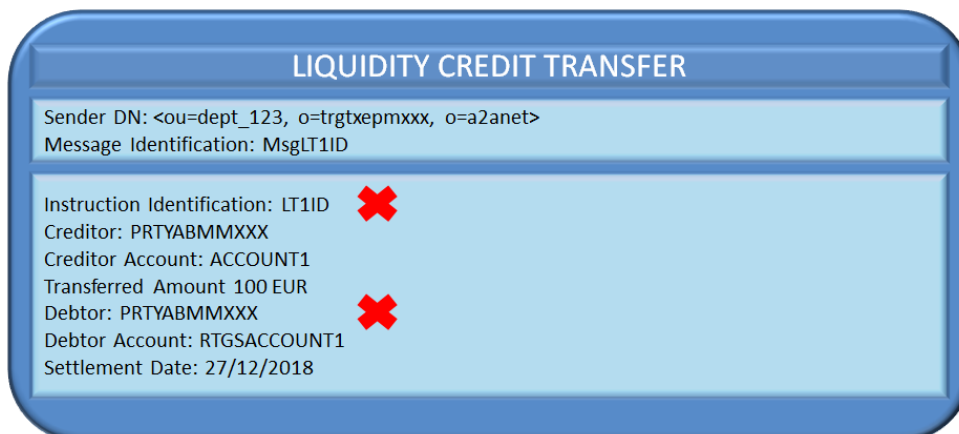 LIQUIDITY CREDIT TRANSFER
Sender DN: <ou=dept_123, o=trgtxepmxxx, o=a2anet>
Message Identification: MsgLT1ID
Instruction Identification: LT1ID
Creditor: PRTYABMMXXX
Creditor Account: ACCOUNT1
Transferred Amount 100 EUR
Debtor: PRTYABMMXXX
Debtor Account: RTGSACCOUNT1
Settlement Date: 27/12/2018